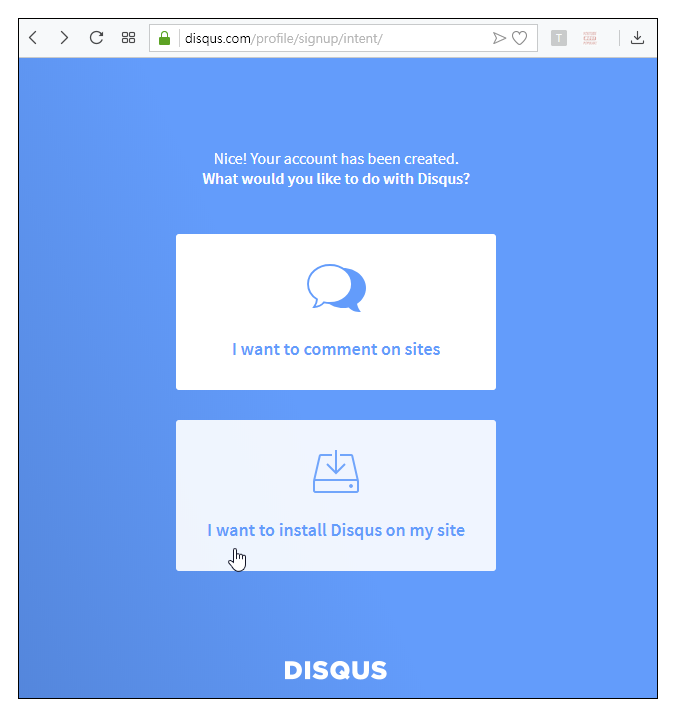 disqus.com/profile/signup/intent/
T
Nice! Your account has been created.
What would you like to do with Disqus?
I want to comment on sites
I want to install Disqus on my site
DISQUS